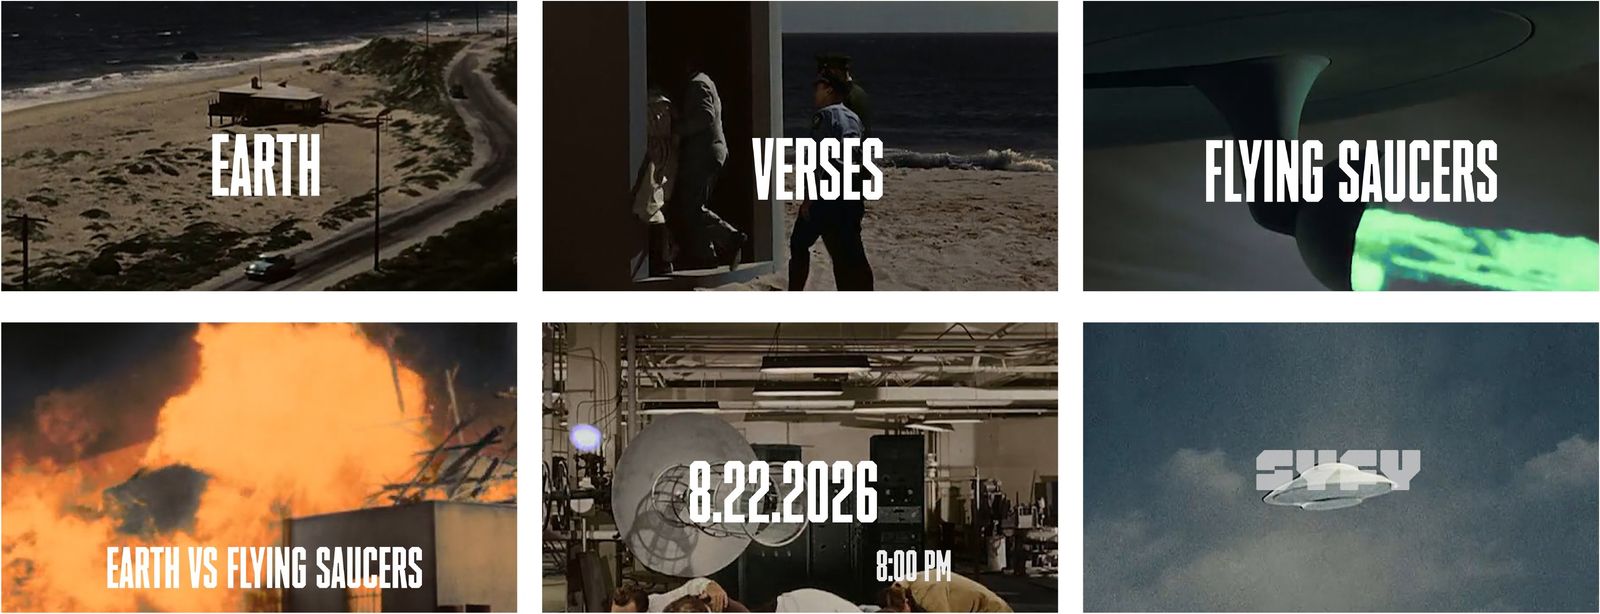 EARTH
VERSES
FLYING SAUCERS
EARTH VS FLYING SAUCERS
8.22.2026
8:00 PM
SYFY